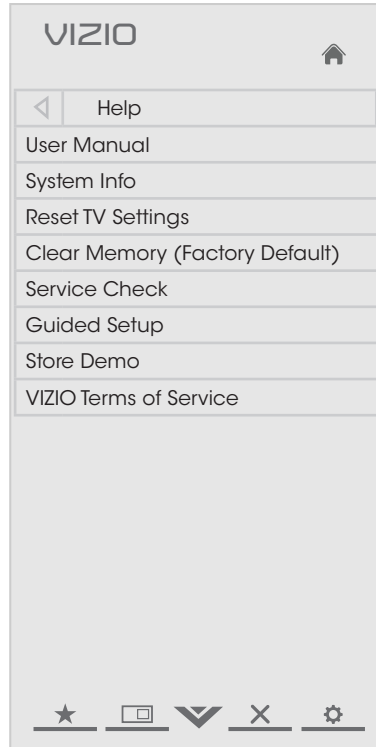 VIZIO
Help
User Manual
System Info
Reset TV Settings
Clear Memory (Factory Default)
Service Check
Guided Setup
Store Demo
VIZIO Terms of Service